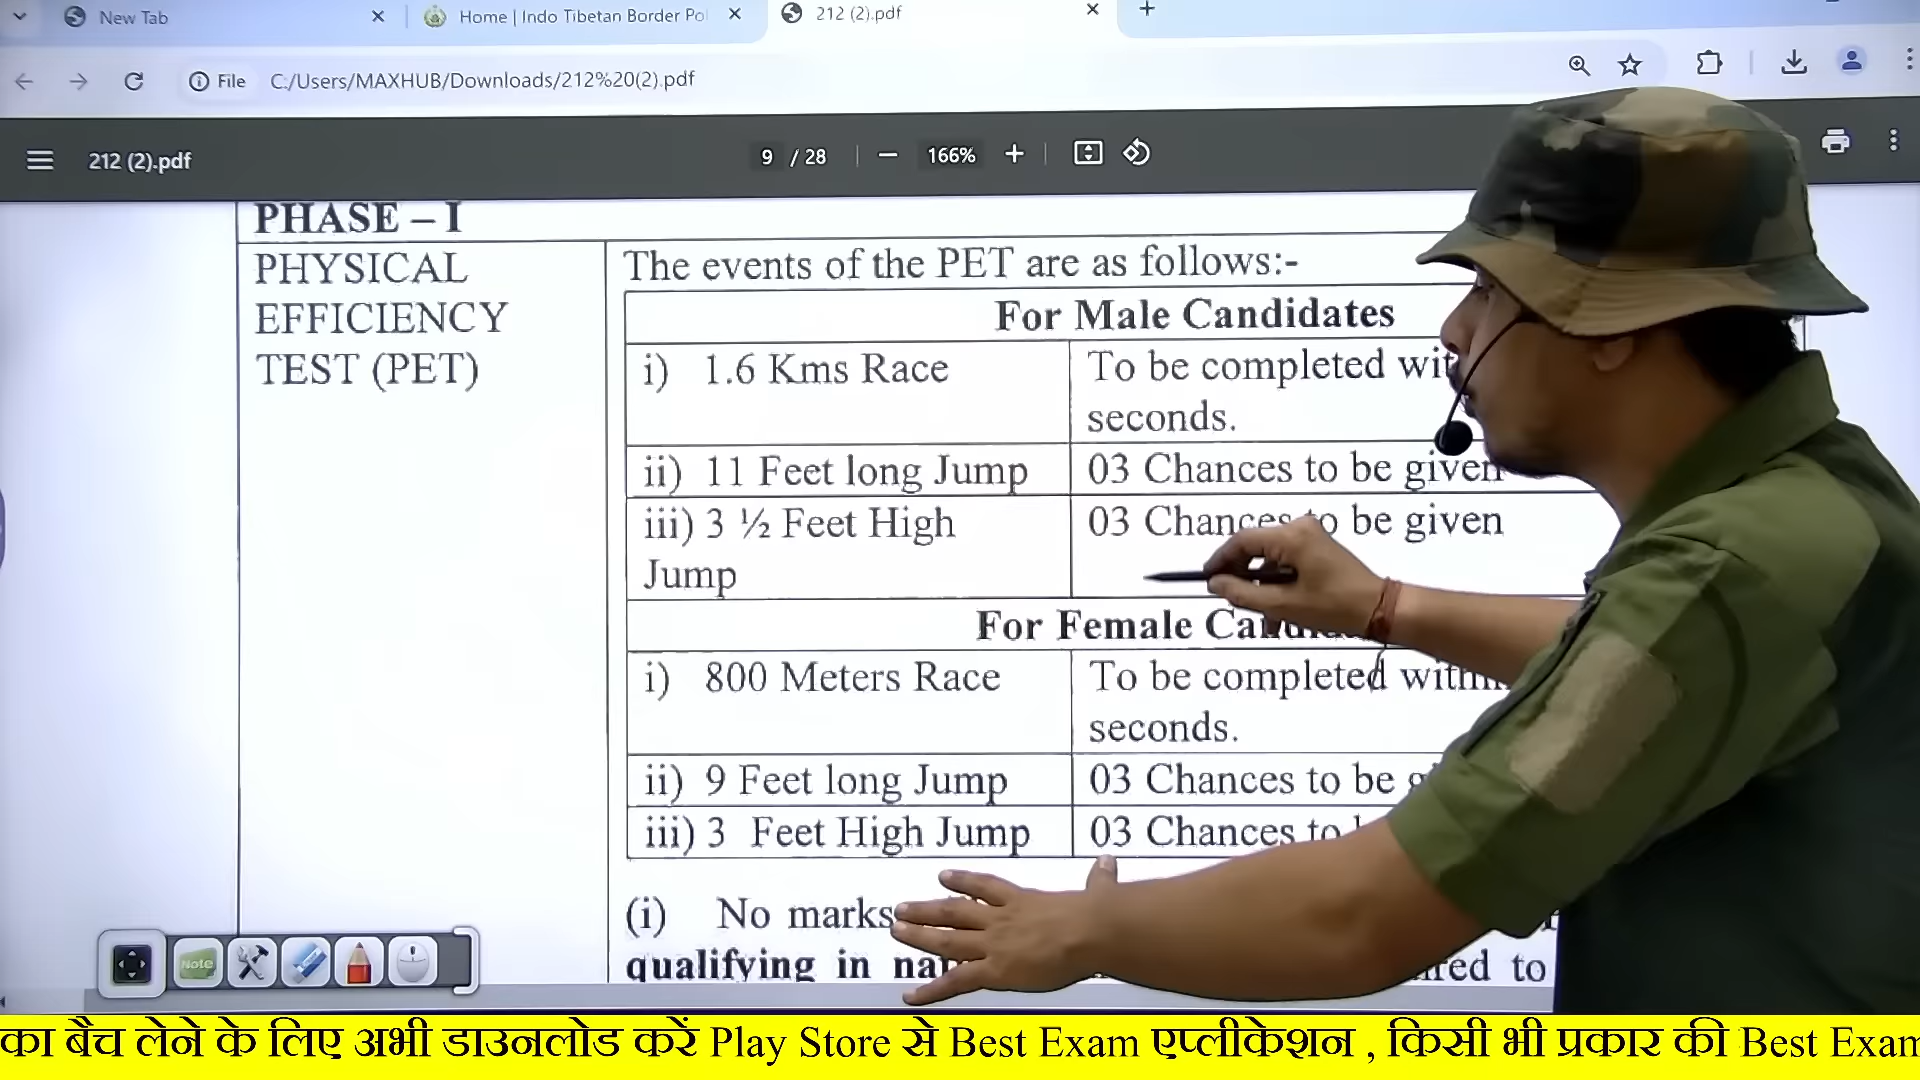 New Tab
Home | Indo Tibetan Border Po
212 (2).pdf
File C:/Users/MAXHUB/Downloads/212%20(2).pdf
212 (2).pdf
9 / 28
166%
PHASE – I
PHYSICAL
EFFICIENCY
TEST (PET)
The events of the PET are as follows:-
For Male Candidates
i) 1.6 Kms Race
To be completed
seconds.
ii) 11 Feet long Jump
03 Chances to be given
iii) 3 ½ Feet High
Jump
03 Chances to be given
For Female
i) 800 Meters Race
To be completed
seconds.
ii) 9 Feet long Jump
03 Chances to be
iii) 3 Feet High Jump
03 Chances to
(i) No marks
qualifying in
to
Note
का बैच लेने के लिए अभी डाउनलोड करें Play Store से Best Exam एप्लीकेशन , किसी भी प्रकार की Best Exam